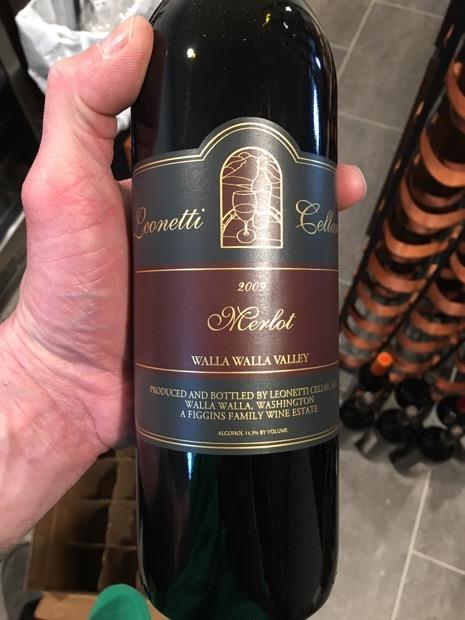 Leonetti Cellar
2009
Merlot
WALLA WALLA VALLEY
PRODUCED AND BOTTLED BY LEONETTI CELLAR,
WALLA WALLA, WASHINGTON
A FIGGINS FAMILY WINE ESTATE
ALCOHOL 14.3% BY VOLUME